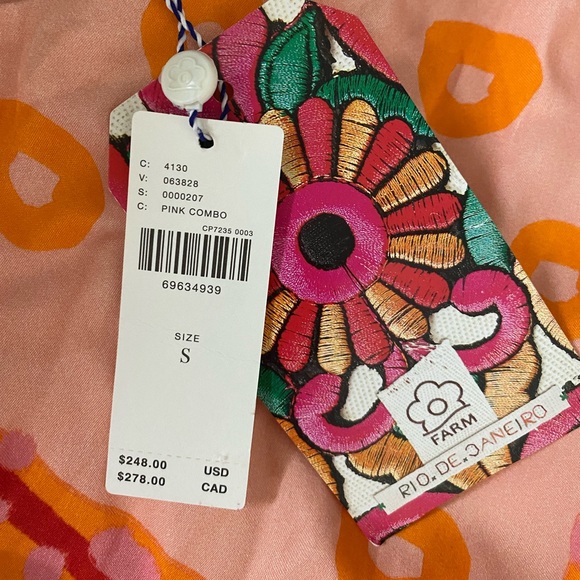 C: 4130
V: 063828
S: 0000207
C: PINK COMBO
CP7235 0003
69634939
SIZE
S
$248.00 USD
$278.00 CAD
FARM
RIO.DE.JANEIRO